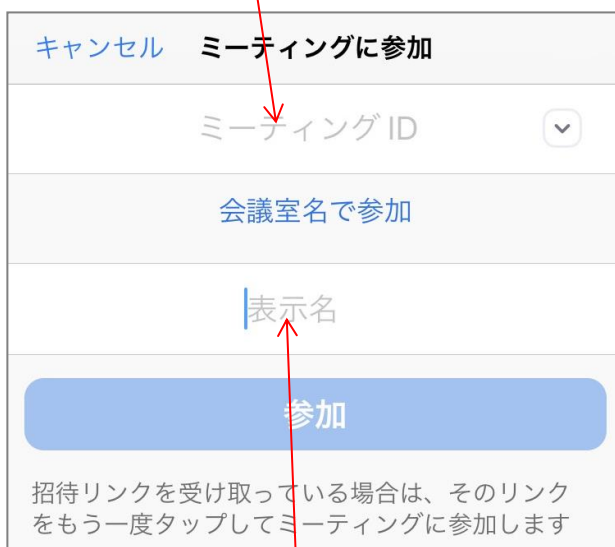 キャンセル ミーティングに参加
ミーティング ID
会議室名で参加
表示名
参加
招待リンクを受け取っている場合は、そのリンク
をもう一度タップしてミーティングに参加します